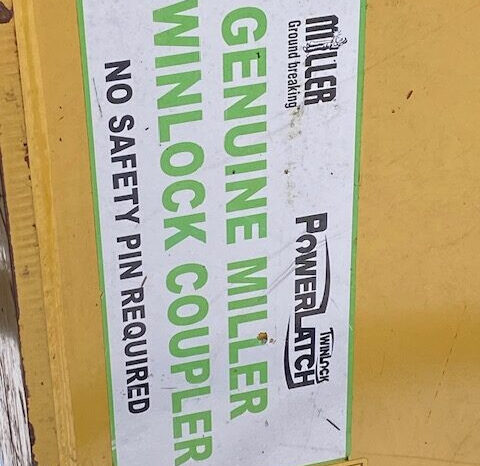 MILLER
Ground breaking
POWERLATCH
TWINLOCK
GENUINE MILLER
TWINLOCK COUPLER
NO SAFETY PIN REQUIRED